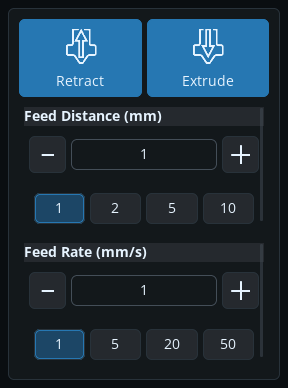 Retract Extrude
Feed Distance (mm)
− 1 +
1 2 5 10
Feed Rate (mm/s)
− 1 +
1 5 20 50